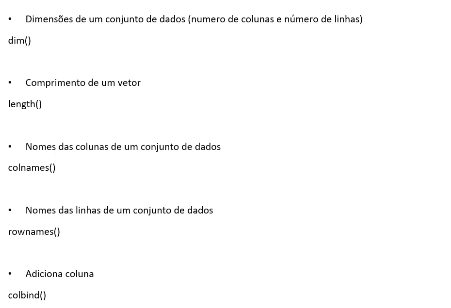 • Dimensões de um conjunto de dados (numero de colunas e número de linhas)
dim()
• Comprimento de um vetor
length()
• Nomes das colunas de um conjunto de dados
colnames()
• Nomes das linhas de um conjunto de dados
rownames()
• Adiciona coluna
colbind()